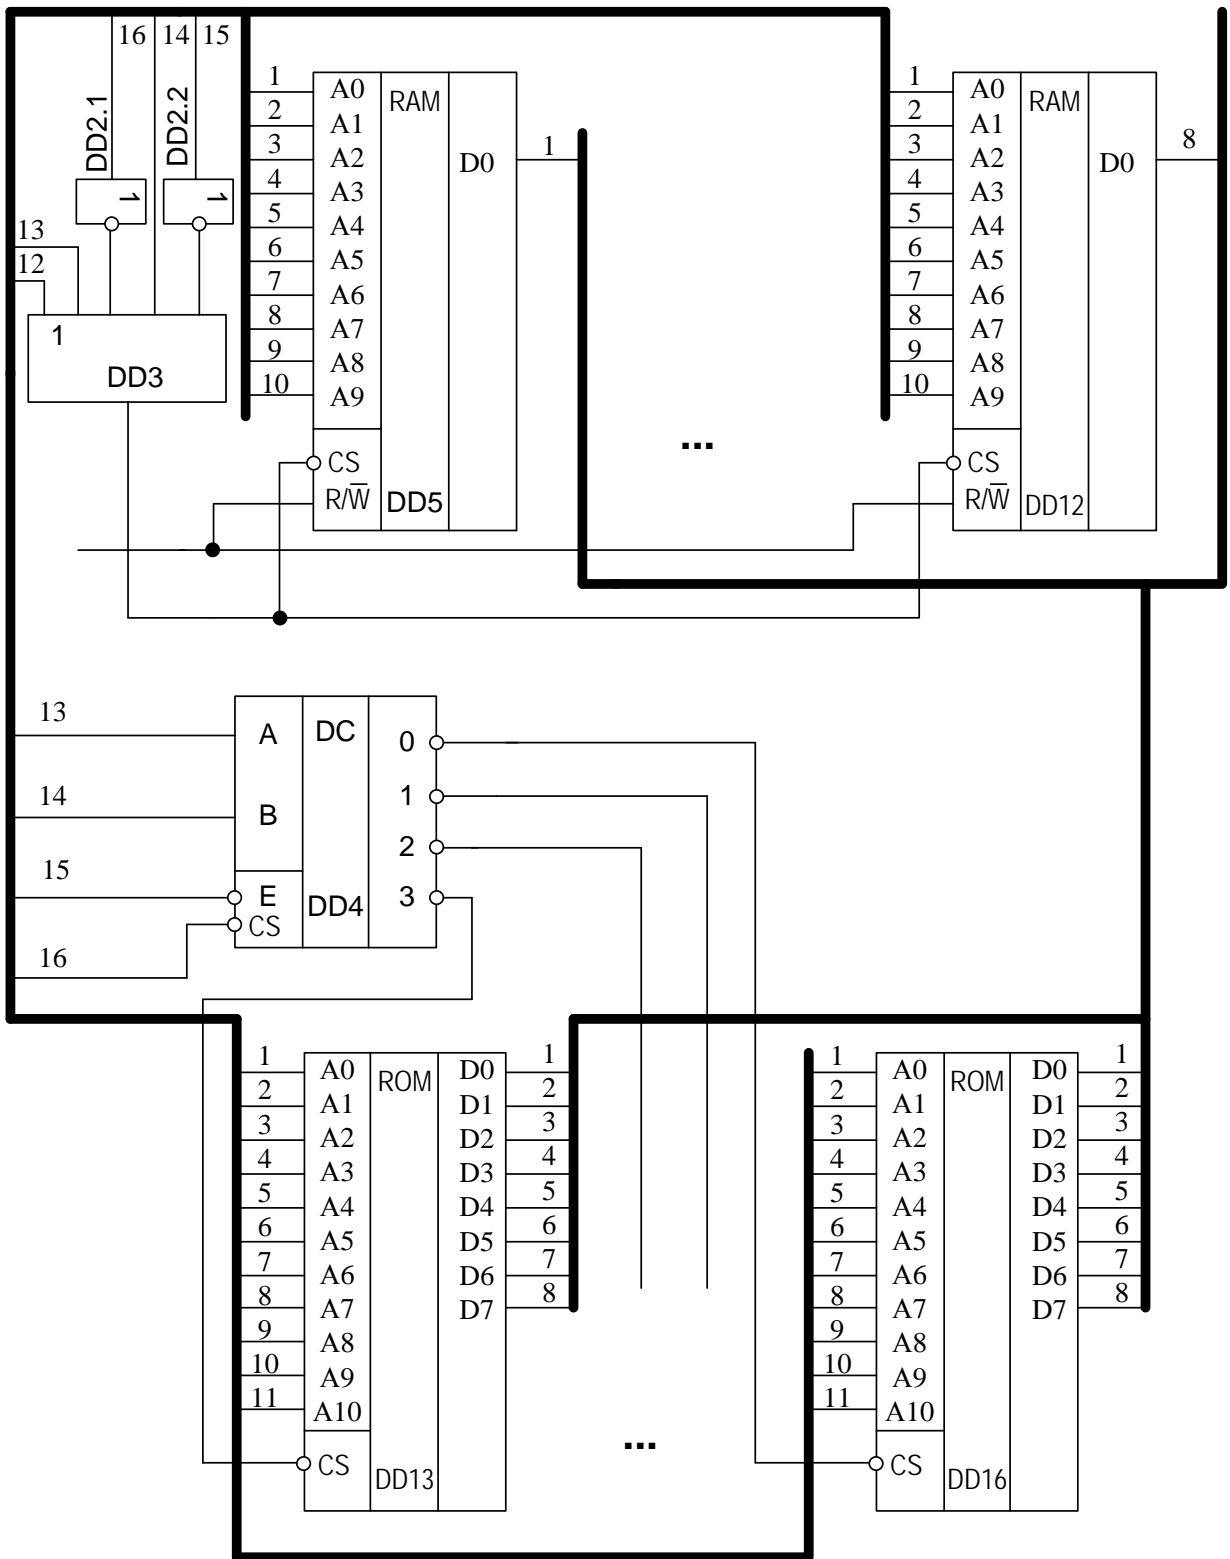 16 14 15
DD2.1
DD2.2
1
1
13
12
1
DD3
1 A0 RAM
2 A1
3 A2 D0 1
4 A3
5 A4
6 A5
7 A6
8 A7
9 A8
10 A9
CS
R/W̅ DD5
...
1 A0 RAM
2 A1
3 A2 D0 8
4 A3
5 A4
6 A5
7 A6
8 A7
9 A8
10 A9
CS
R/W̅ DD12
13 A DC 0
1
14 B
2
15 E DD4 3
CS
16
1 A0 ROM D0 1
2 A1 D1 2
3 A2 D2 3
4 A3 D3 4
5 A4 D4 5
6 A5 D5 6
7 A6 D6 7
8 A7 D7 8
9 A8
10 A9
11 A10
CS DD13
...
1 A0 ROM D0 1
2 A1 D1 2
3 A2 D2 3
4 A3 D3 4
5 A4 D4 5
6 A5 D5 6
7 A6 D6 7
8 A7 D7 8
9 A8
10 A9
11 A10
CS DD16